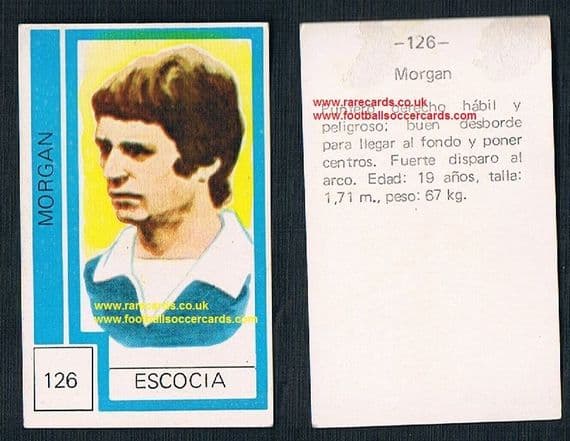 MORGAN
www.rarecards.co.uk
www.footballsoccercards.com
126
ESCOCIA
-126-
Morgan
www.rarecards.co.uk
Puntero derecho hábil y
www.footballsoccercards.com
peligroso; buen desborde
para llegar al fondo y poner
centros. Fuerte disparo al
arco. Edad: 19 años, talla:
1,71 m., peso: 67 kg.